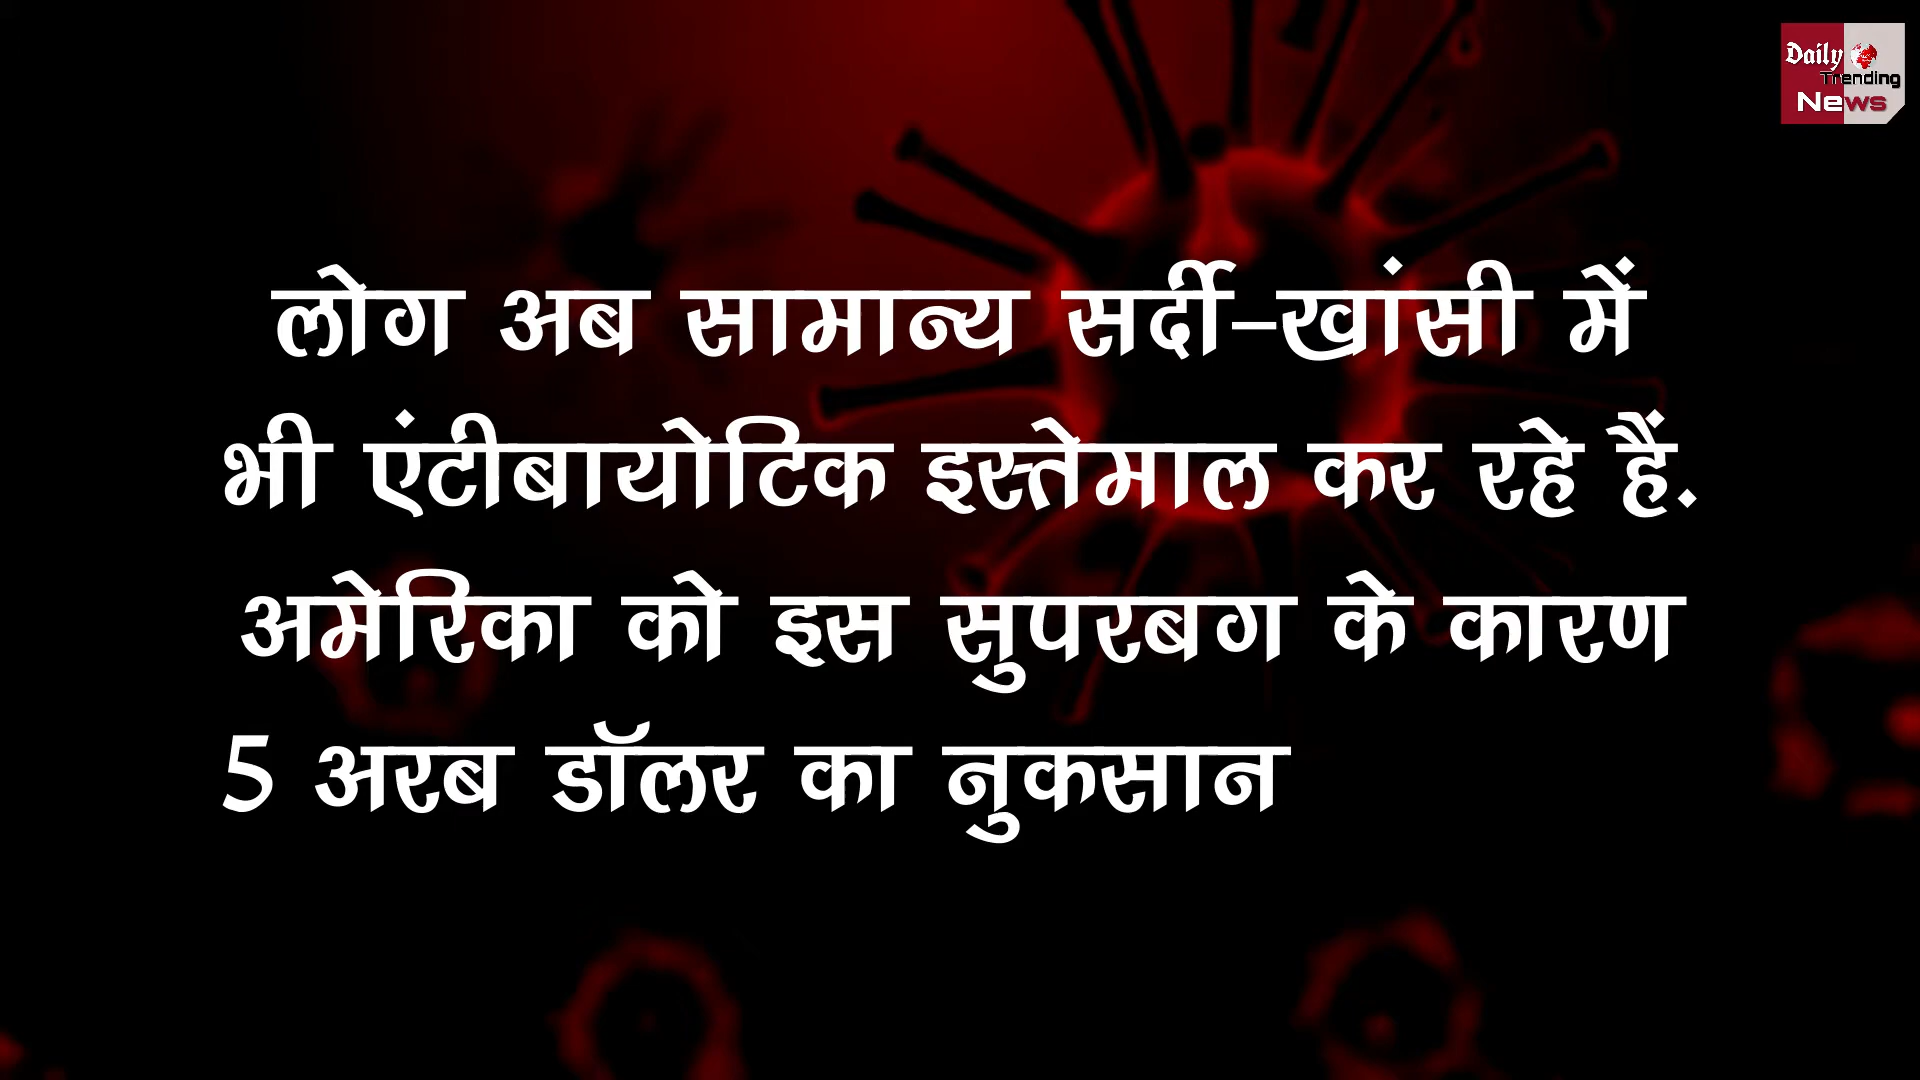 Daily
Trending
News
लोग अब सामान्य सर्दी-खांसी में
भी एंटीबायोटिक इस्तेमाल कर रहे हैं.
अमेरिका को इस सुपरबग के कारण
5 अरब डॉलर का नुकसान